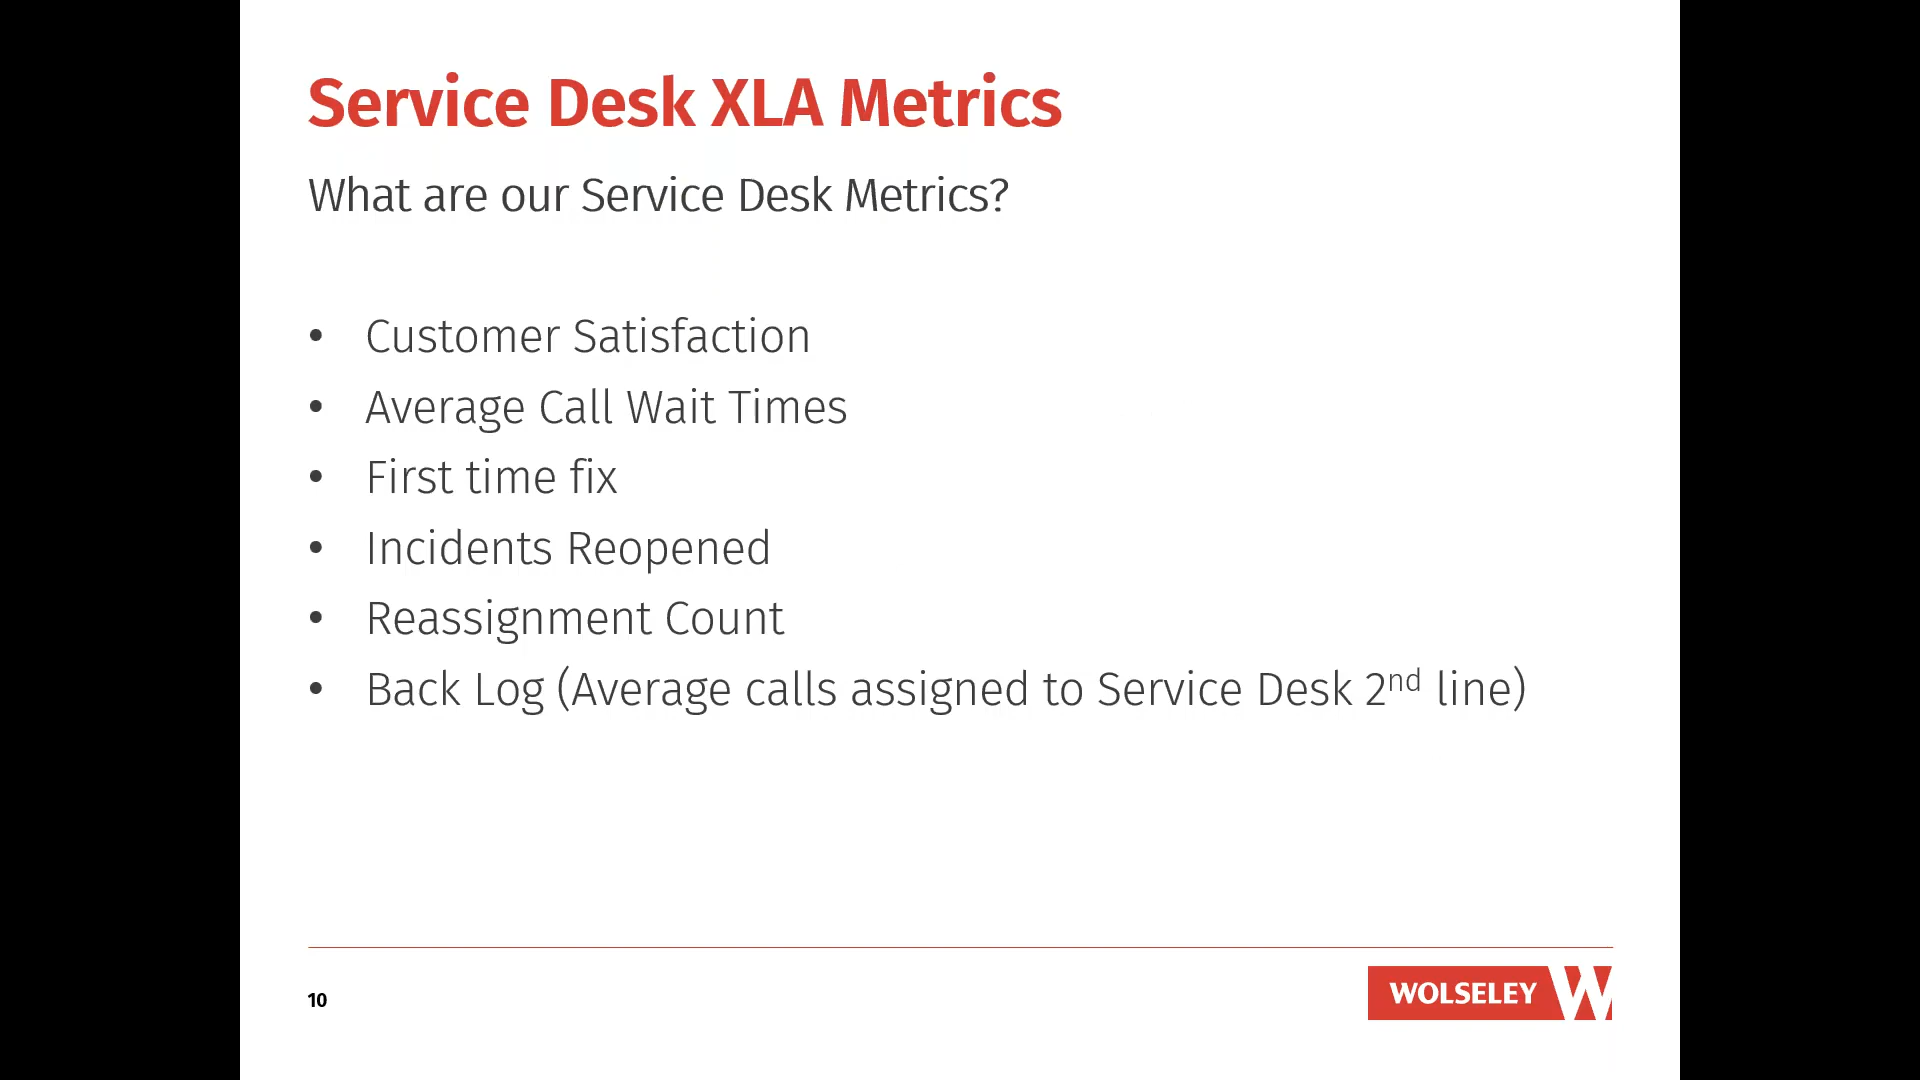 Service Desk XLA Metrics
What are our Service Desk Metrics?
• Customer Satisfaction
• Average Call Wait Times
• First time fix
• Incidents Reopened
• Reassignment Count
• Back Log (Average calls assigned to Service Desk 2nd line)
10
WOLSELEY W